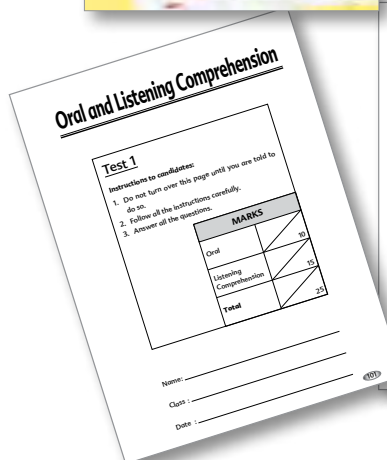 Oral and Listening Comprehension
Test 1
Instructions to candidates:
1. Do not turn over this page until you are told to
do so.
2. Follow all the instructions carefully.
3. Answer all the questions.
MARKS
Oral
10
Listening
Comprehension
15
Total
25
Name:
Class :
Date :
101